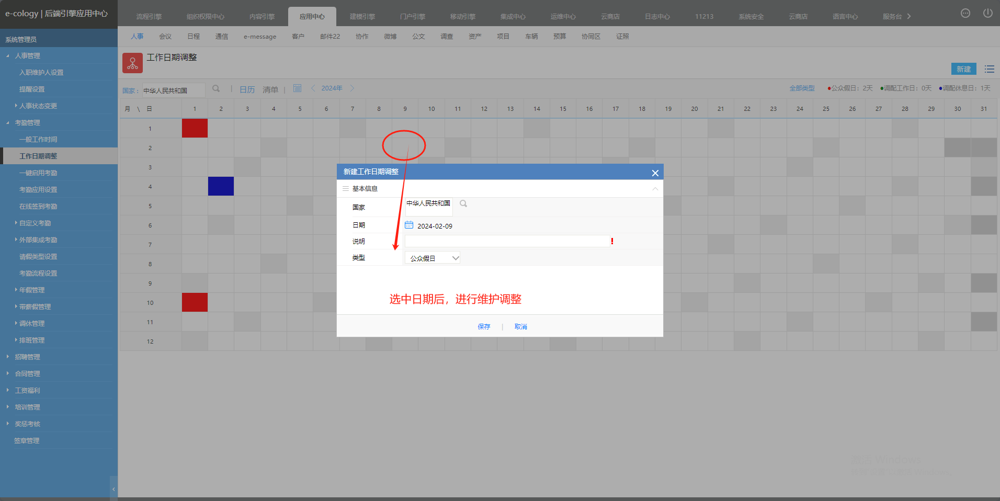 e-cology | 后端引擎应用中心
流程引擎 组织权限中心 内容引擎 应用中心 建模引擎 门户引擎 移动引擎 集成中心 运维中心 云商店 日志中心 11213 系统安全 云商店 语言中心 服务台
系统管理员
人事 会议 日程 通信 e-message 客户 邮件22 协作 微博 公文 调查 资产 项目 车辆 预算 协同区 证照
人事管理
入职维护人设置
提醒设置
人事状态变更
考勤管理
一般工作时间
工作日期调整
一键启用考勤
考勤应用设置
在线签到考勤
自定义考勤
外部集成考勤
请假类型设置
考勤流程设置
年假管理
带薪假管理
调休管理
排班管理
招聘管理
合同管理
工资福利
培训管理
奖惩考核
签章管理
工作日期调整
新建
国家： 中华人民共和国 | 日历 清单 | 2024年
全部类型 公众假日：2天 调配工作日：0天 调配休息日：1天
月 \ 日 1 2 3 4 5 6 7 8 9 10 11 12 13 14 15 16 17 18 19 20 21 22 23 24 25 26 27 28 29 30 31
1
2
3
4
5
6
7
8
9
10
11
12
新建工作日期调整
基本信息
国家 中华人民共和国
日期 2024-02-09
说明 !
类型 公众假日
选中日期后，进行维护调整
保存 | 取消
激活 Windows